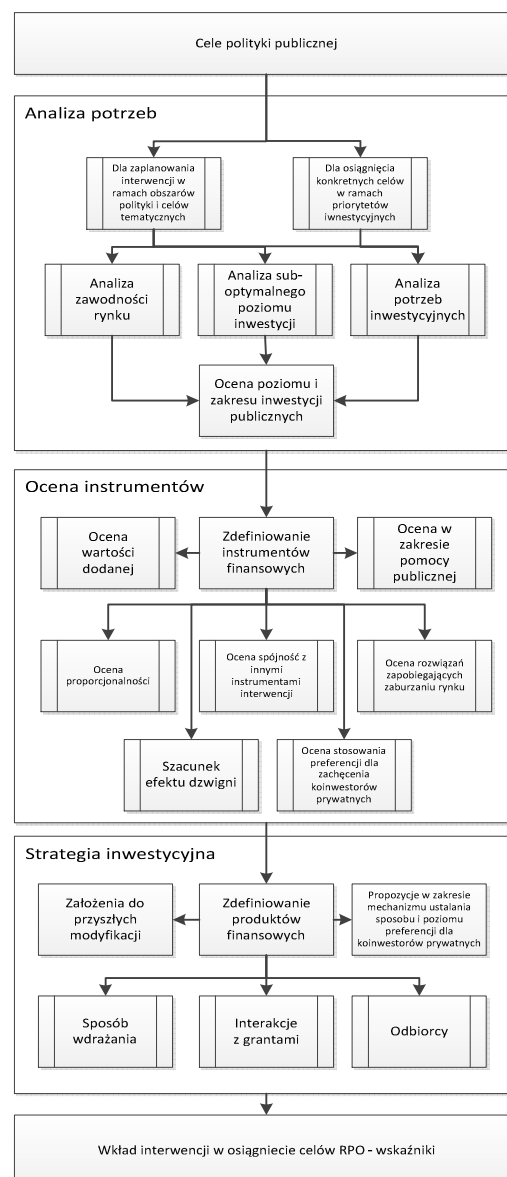 Cele polityki publicznej
Analiza potrzeb
Dla zaplanowania
interwencji w
ramach obszarów
polityki i celów
tematycznych
Dla osiągnięcia
konkretnych celów
w ramach
priorytetów
iwnestycyjnych
Analiza
zawodności
rynku
Analiza sub-
optymalnego
poziomu
inwestycji
Analiza
potrzeb
inwestycyjnych
Ocena poziomu i
zakresu inwestycji
publicznych
Ocena instrumentów
Ocena
wartości
dodanej
Zdefiniowanie
instrumentów
finansowych
Ocena w
zakresie
pomocy
publicznej
Ocena
proporcjonalności
Ocena spójność z
innymi
instrumentami
interwencji
Ocena rozwiązań
zapobiegających
zaburzaniu rynku
Szacunek
efektu dzwigni
Ocena stosowania
preferencji dla
zachęcenia
koinwestorów
prywatnych
Strategia inwestycyjna
Założenia do
przyszłych
modyfikacji
Zdefiniowanie
produktów
finansowych
Propozycje w zakresie
mechanizmu ustalania
sposobu i poziomu
preferencji dla
koinwestorów prywatnych
Sposób
wdrażania
Interakcje
z grantami
Odbiorcy
Wkład interwencji w osiągniecie celów RPO - wskaźniki